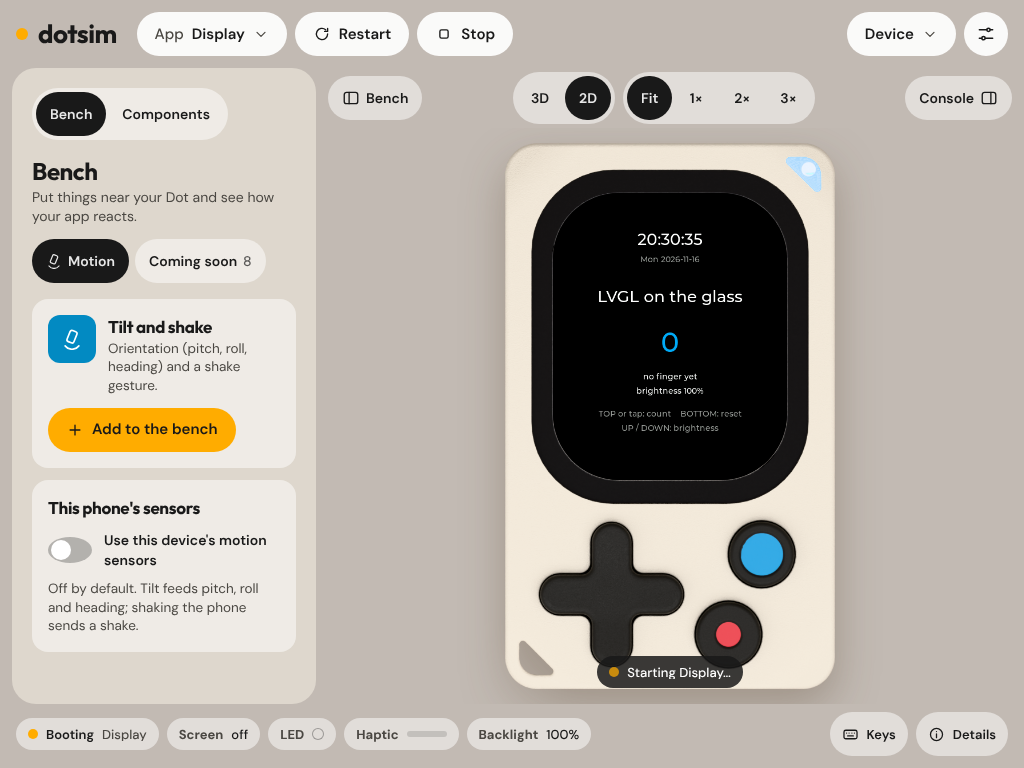 dotsim
App Display
Restart
Stop
Device
Bench
Components
Bench
Put things near your Dot and see how
your app reacts.
Motion
Coming soon 8
Tilt and shake
Orientation (pitch, roll,
heading) and a shake
gesture.
Add to the bench
This phone's sensors
Use this device's motion
sensors
Off by default. Tilt feeds pitch, roll
and heading; shaking the phone
sends a shake.
Bench
3D
2D
Fit
1×
2×
3×
Console
20:30:35
Mon 2026-11-16
LVGL on the glass
0
no finger yet
brightness 100%
TOP or tap: count BOTTOM: reset
UP / DOWN: brightness
Starting Display...
Booting Display
Screen off
LED
Haptic
Backlight 100%
Keys
Details